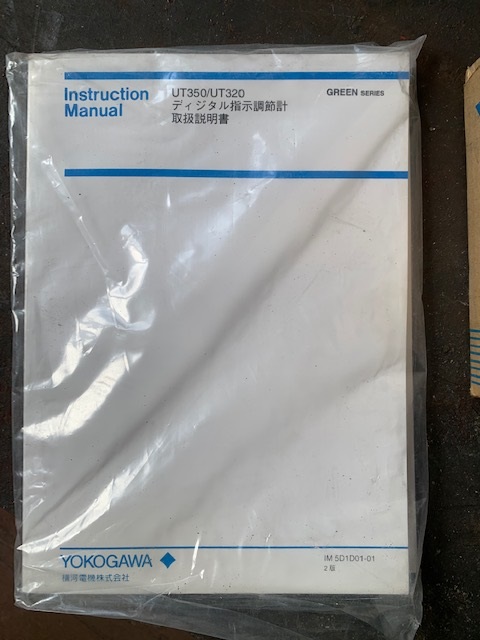 Instruction
Manual
UT350/UT320
ディジタル指示調節計
取扱説明書
GREEN SERIES
YOKOGAWA
横河電機株式会社
IM 5D1D01-01
2版